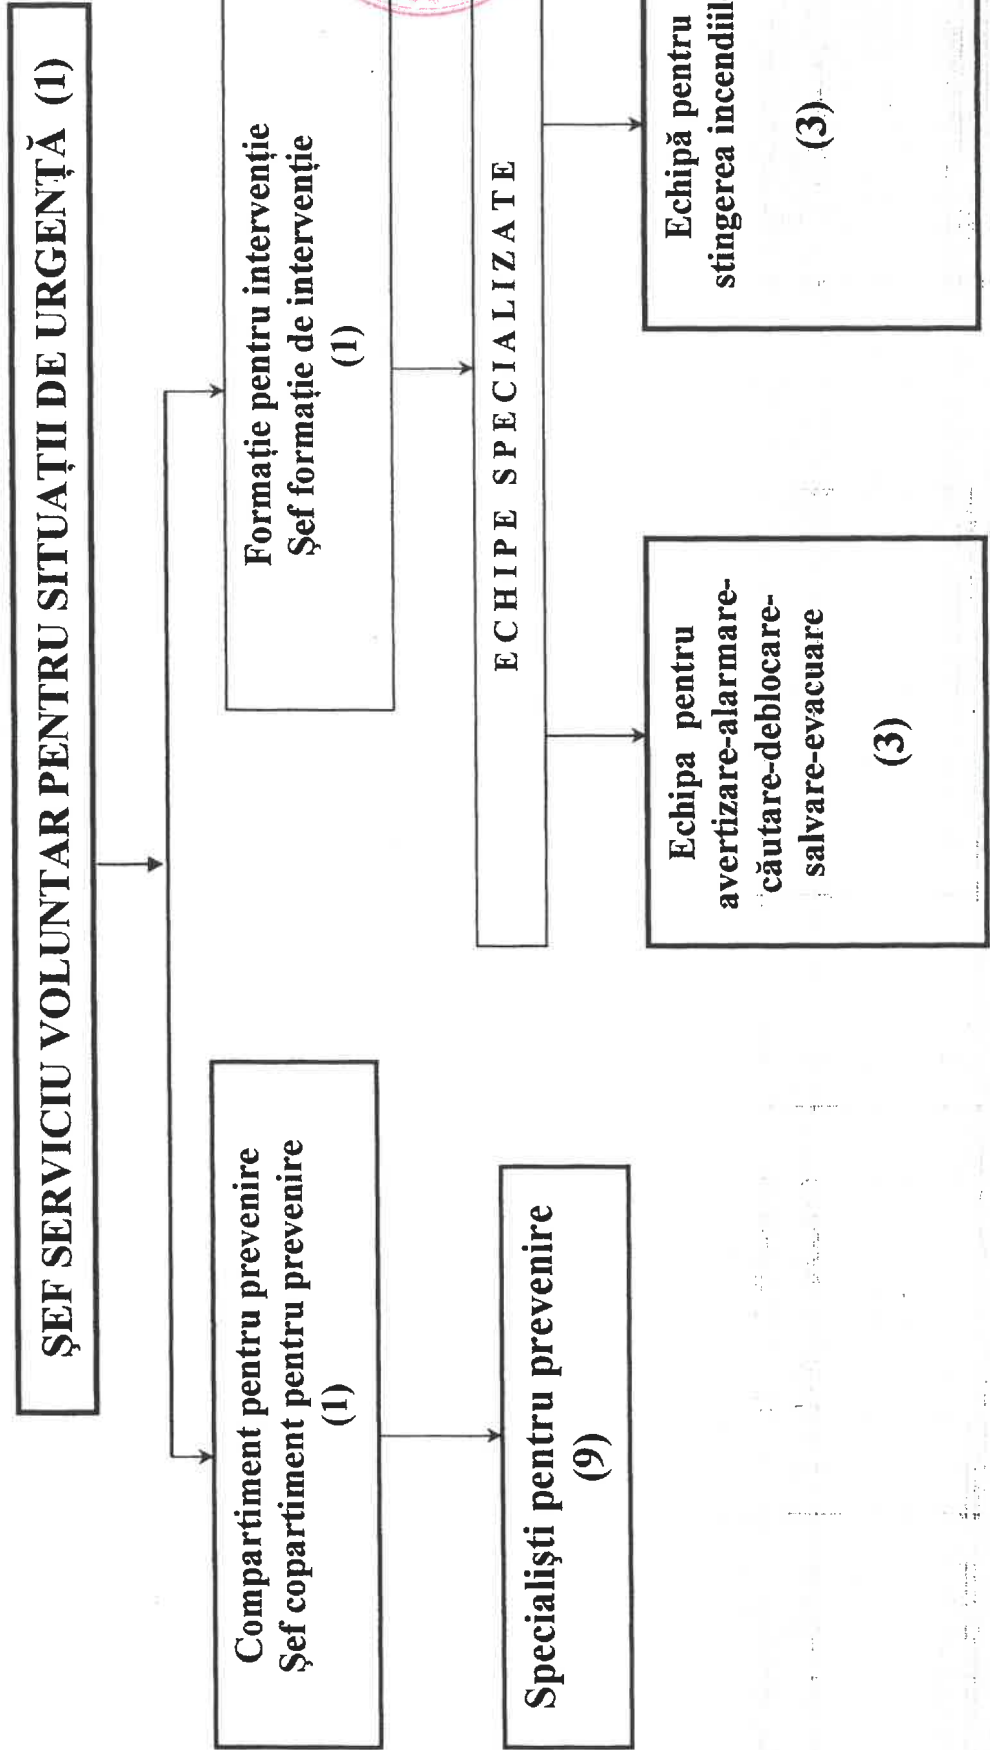 ŞEF SERVICIU VOLUNTAR PENTRU SITUAŢII DE URGENŢĂ (1)
Compartiment pentru prevenire
Şef copartiment pentru prevenire
(1)
Formaţie pentru intervenţie
Şef formaţie de intervenţie
(1)
Specialişti pentru prevenire
(9)
ECHIPE SPECIALIZATE
Echipa pentru
avertizare-alarmare-
căutare-deblocare-
salvare-evacuare
(3)
Echipă pentru
stingerea incendiil
(3)